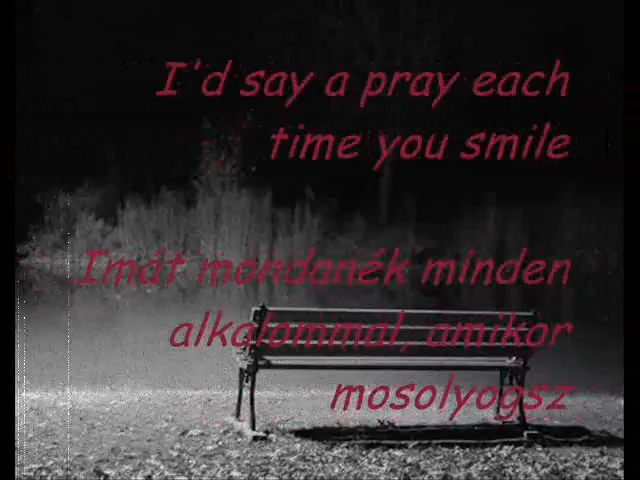 I'd say a pray each
time you smile
Imát mondanék minden
alkalommal, amikor
mosolyogsz